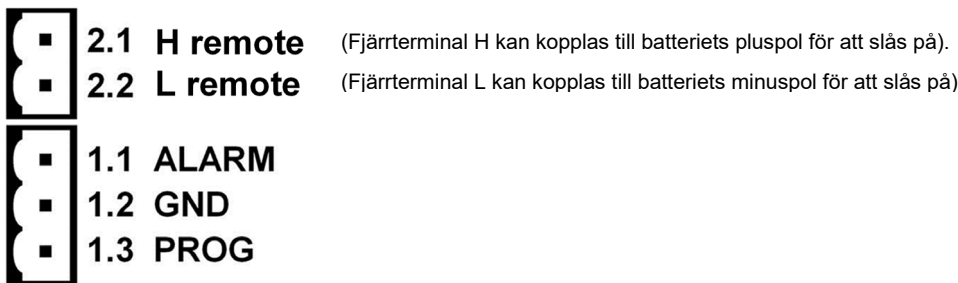 2.1 H remote (Fjärrterminal H kan kopplas till batteriets pluspol för att slås på).
2.2 L remote (Fjärrterminal L kan kopplas till batteriets minuspol för att slås på)
1.1 ALARM
1.2 GND
1.3 PROG